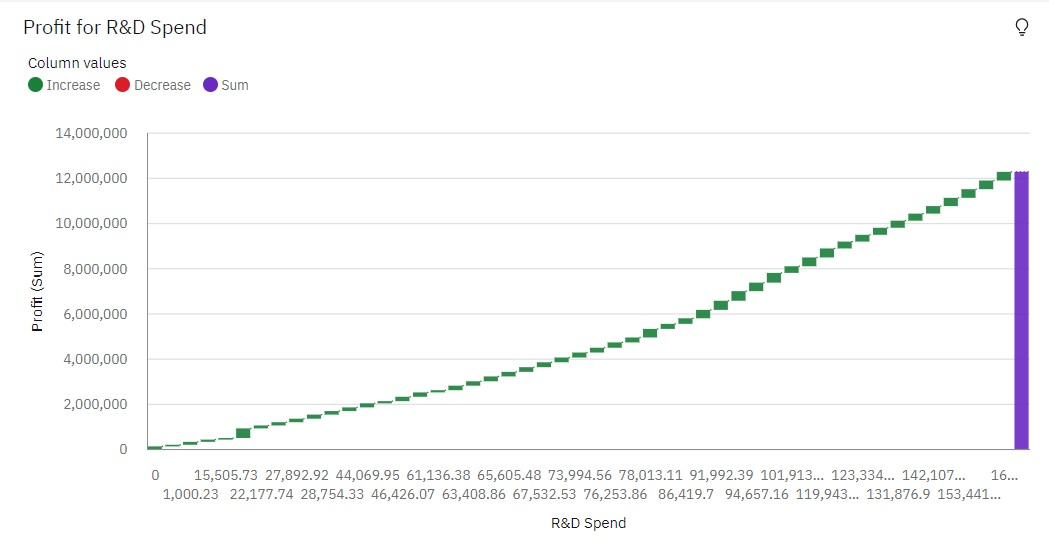 Profit for R&D Spend
Column values
Increase Decrease Sum
14,000,000
12,000,000
10,000,000
8,000,000
6,000,000
4,000,000
2,000,000
0
Profit (Sum)
0 15,505.73 27,892.92 44,069.95 61,136.38 65,605.48 73,994.56 78,013.11 91,992.39 101,913... 123,334... 142,107... 16...
1,000.23 22,177.74 28,754.33 46,426.07 63,408.86 67,532.53 76,253.86 86,419.7 94,657.16 119,943... 131,876.9 153,441...
R&D Spend